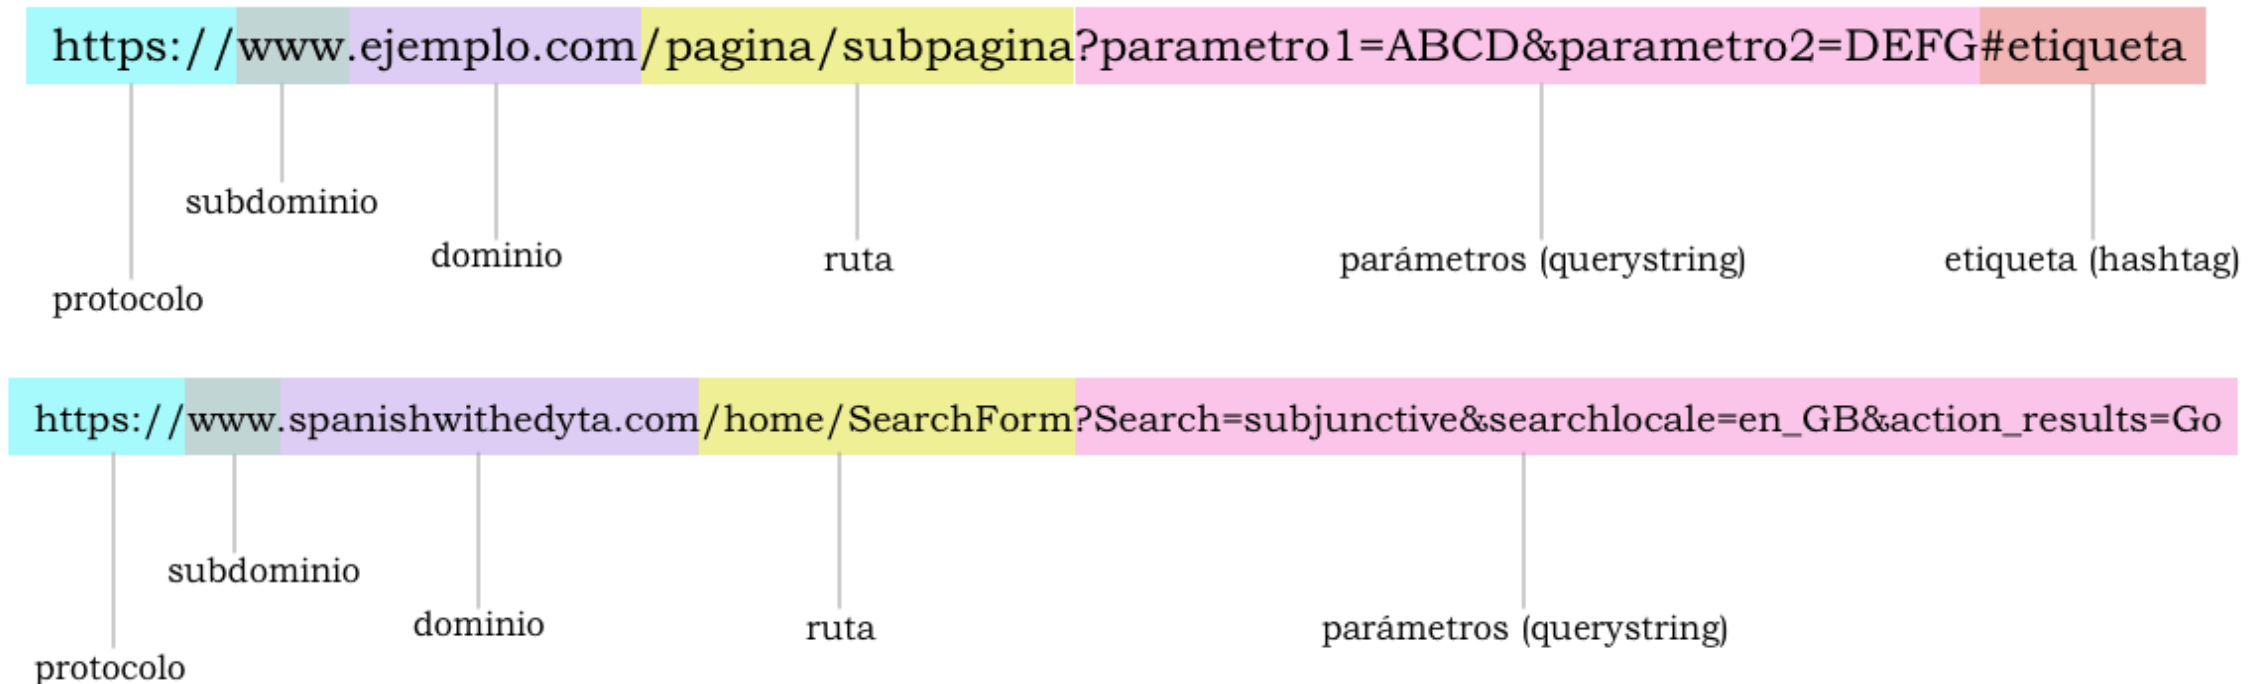 https://www.ejemplo.com/pagina/subpagina?parametro1=ABCD&parametro2=DEFG#etiqueta
subdominio
dominio
ruta
parámetros (querystring)
etiqueta (hashtag)
protocolo
https://www.spanishwithedyta.com/home/SearchForm?Search=subjunctive&searchlocale=en_GB&action_results=Go
subdominio
dominio
ruta
parámetros (querystring)
protocolo